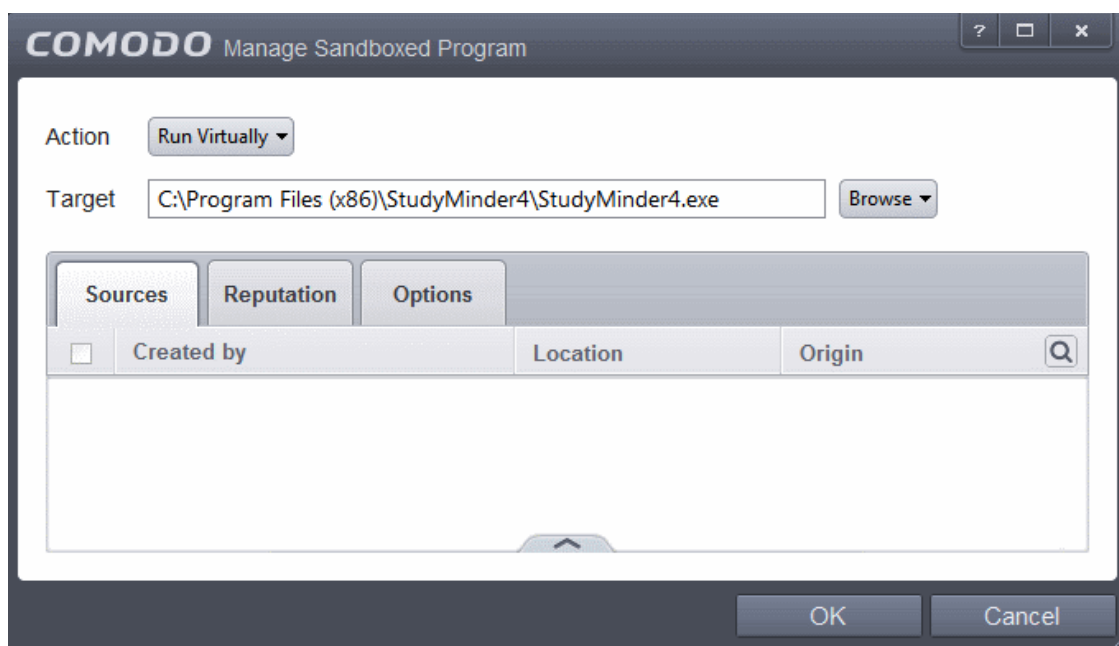 COMODO Manage Sandboxed Program ?
Action Run Virtually
Target C:\Program Files (x86)\StudyMinder4\StudyMinder4.exe Browse
Sources Reputation Options
Created by Location Origin
OK Cancel